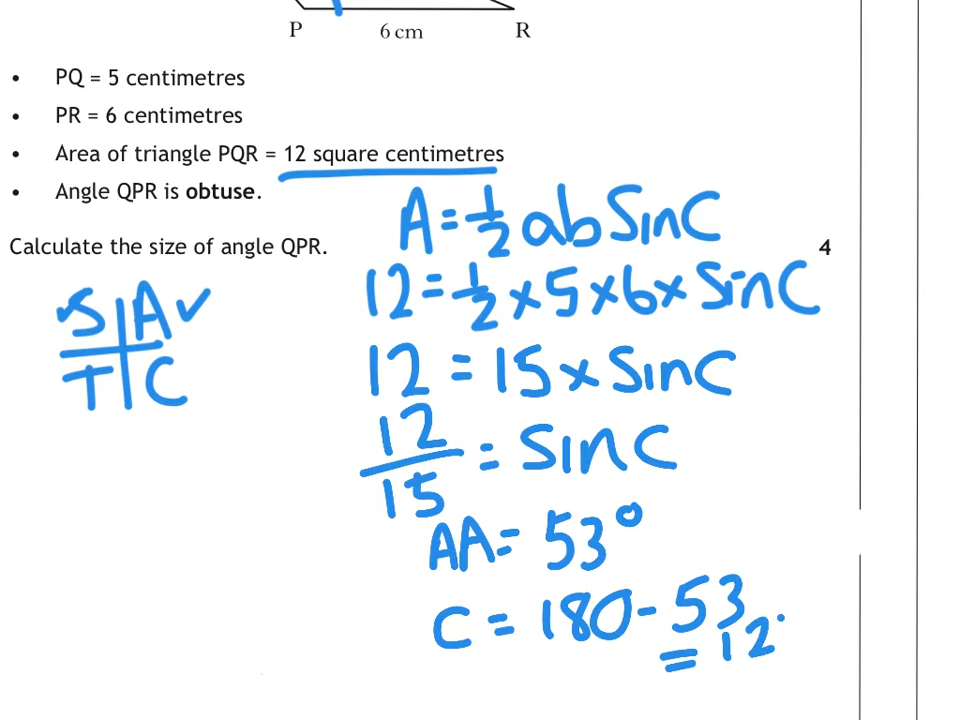 P 6 cm R
• PQ = 5 centimetres
• PR = 6 centimetres
• Area of triangle PQR = 12 square centimetres
• Angle QPR is obtuse.
Calculate the size of angle QPR. 4
S A ✓
T C
A = 1/2 ab Sin C
12 = 1/2 × 5 × 6 × Sin C
12 = 15 × Sin C
12/15 = Sin C
AA = 53°
C = 180 - 53
= 12